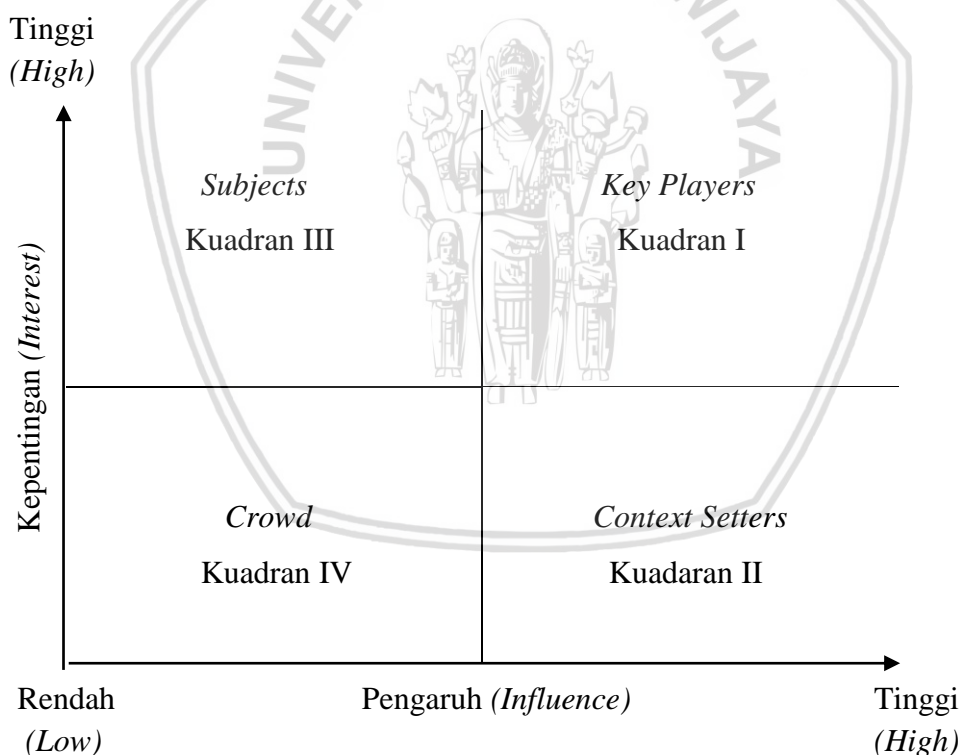 Tinggi
(High)
Subjects
Kuadran III
Key Players
Kuadran I
Kepentingan (Interest)
Crowd
Kuadran IV
Context Setters
Kuadaran II
Rendah
(Low)
Pengaruh (Influence)
Tinggi
(High)